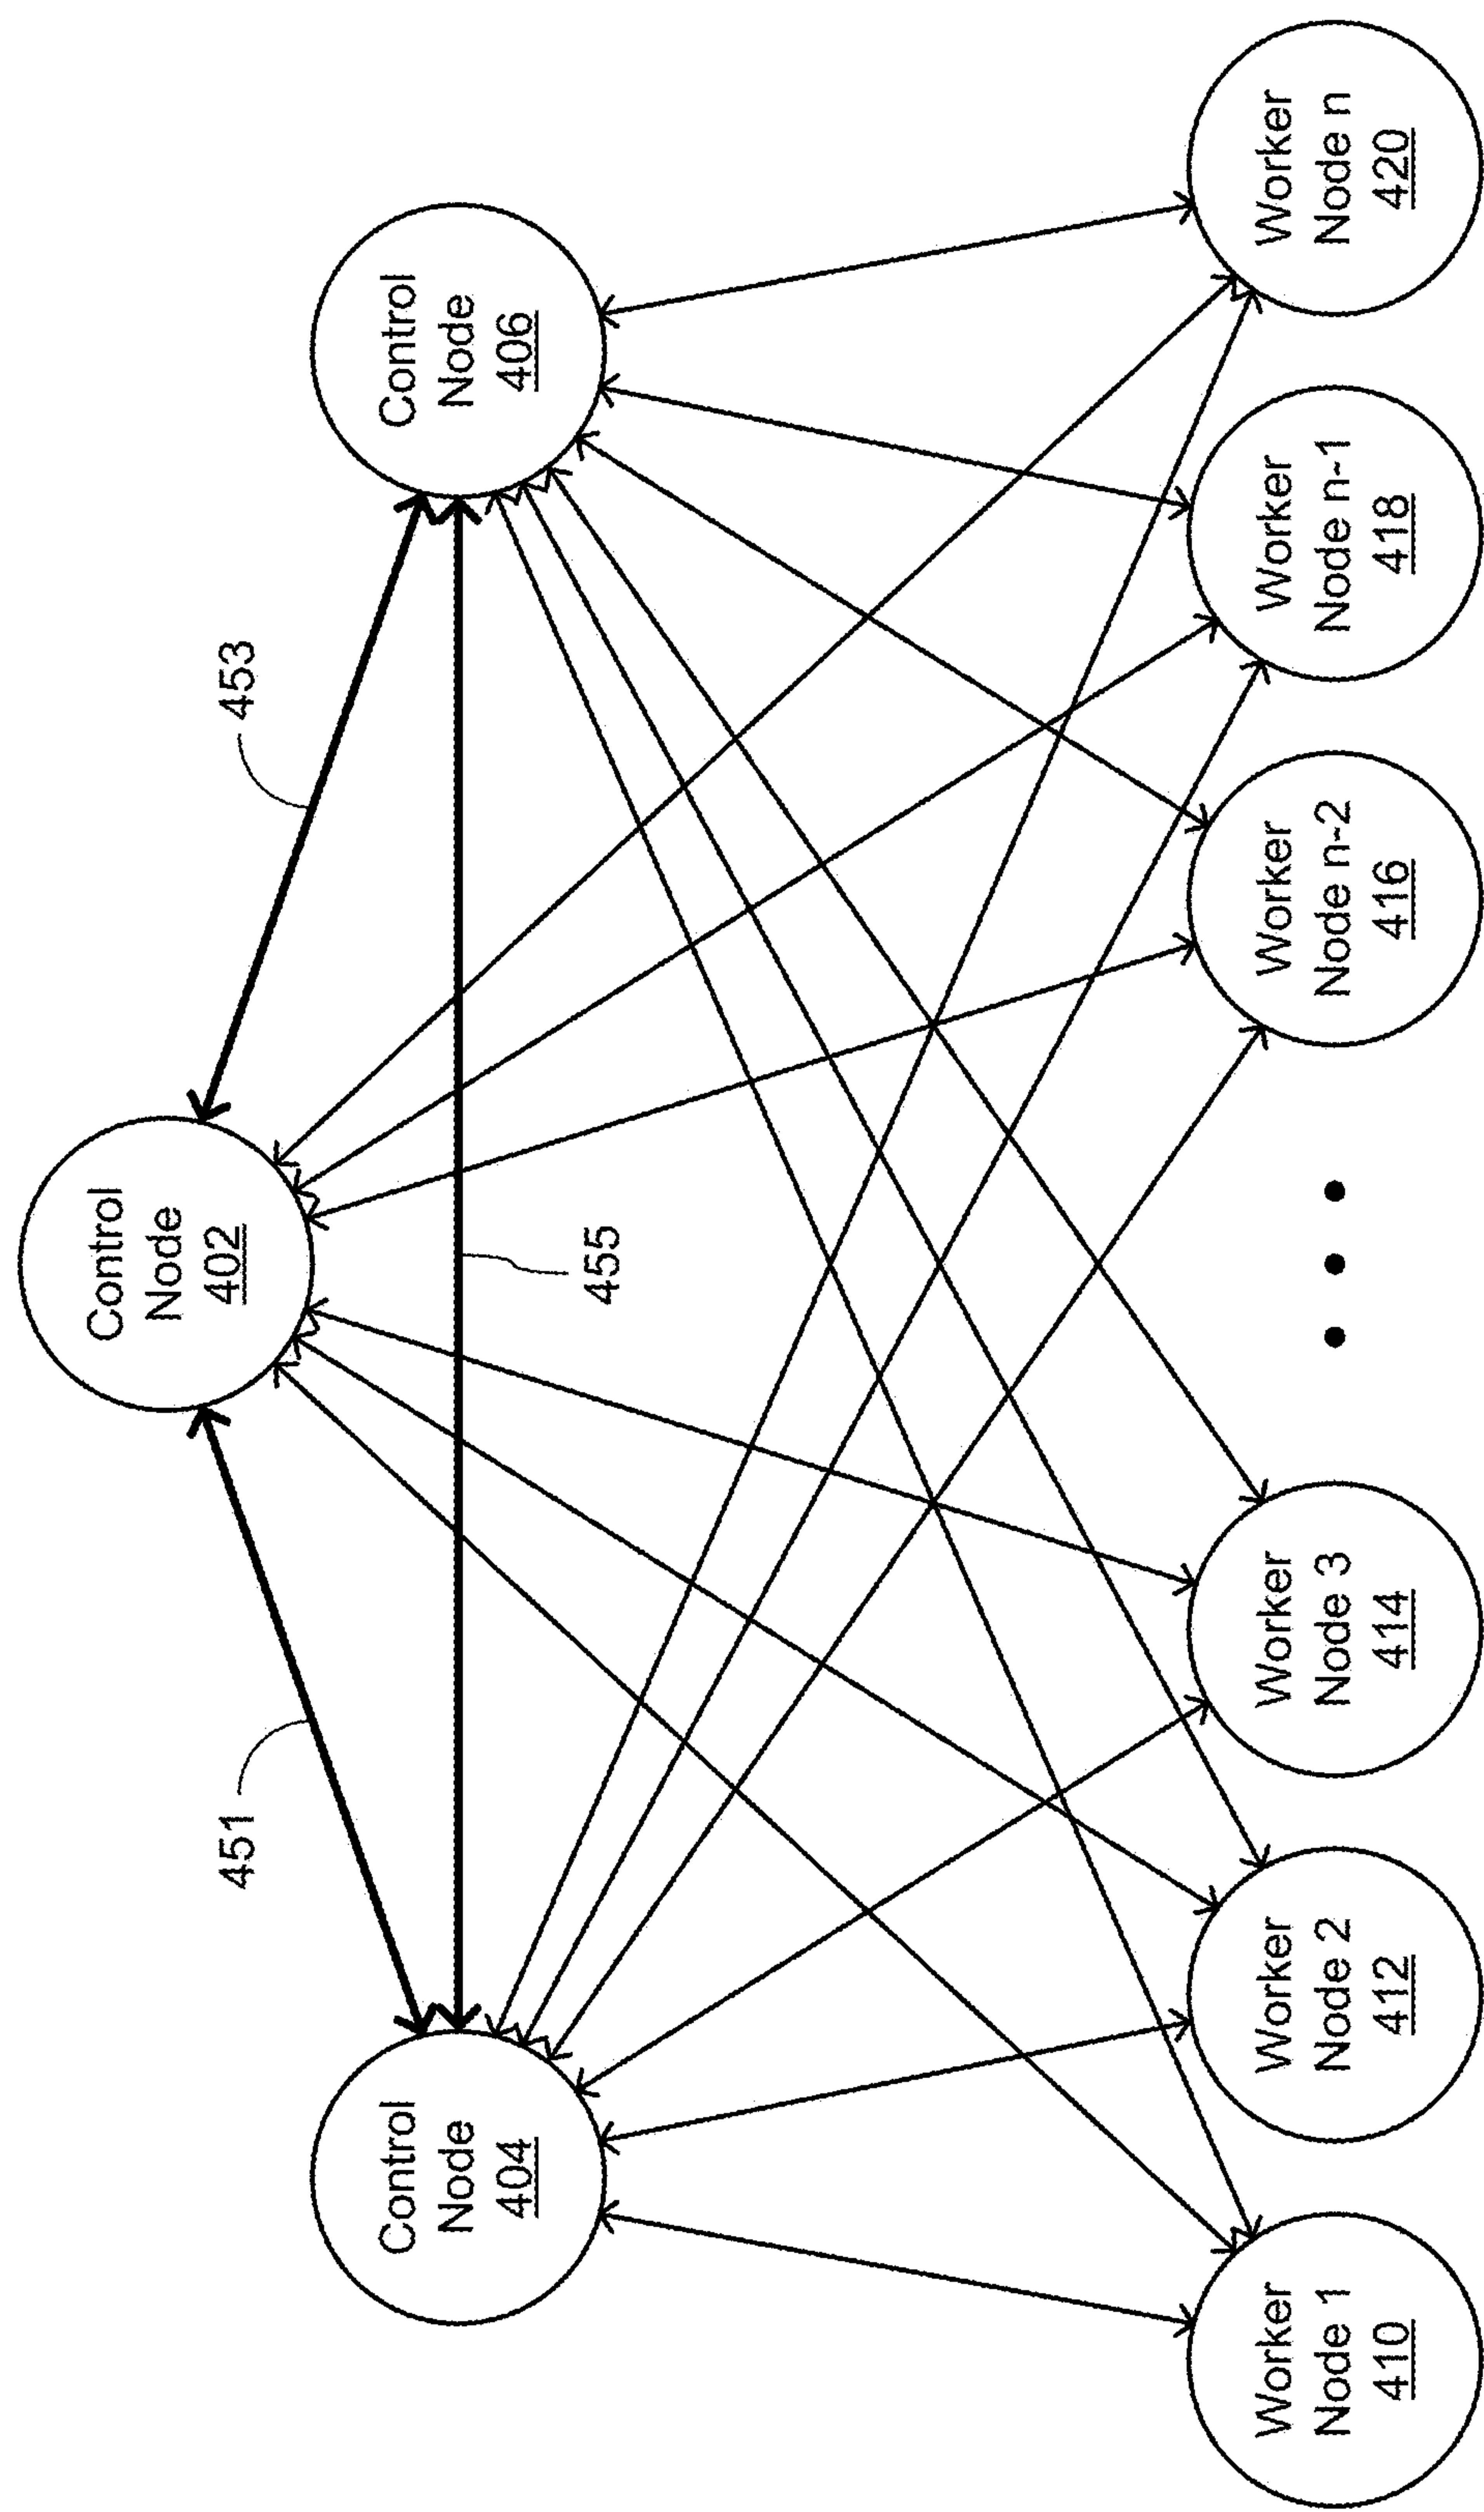 Control
Node
402
451
453
Control
Node
404
Control
Node
406
455
Worker
Node 1
410
Worker
Node 2
412
Worker
Node 3
414
Worker
Node n-2
416
Worker
Node n-1
418
Worker
Node n
420